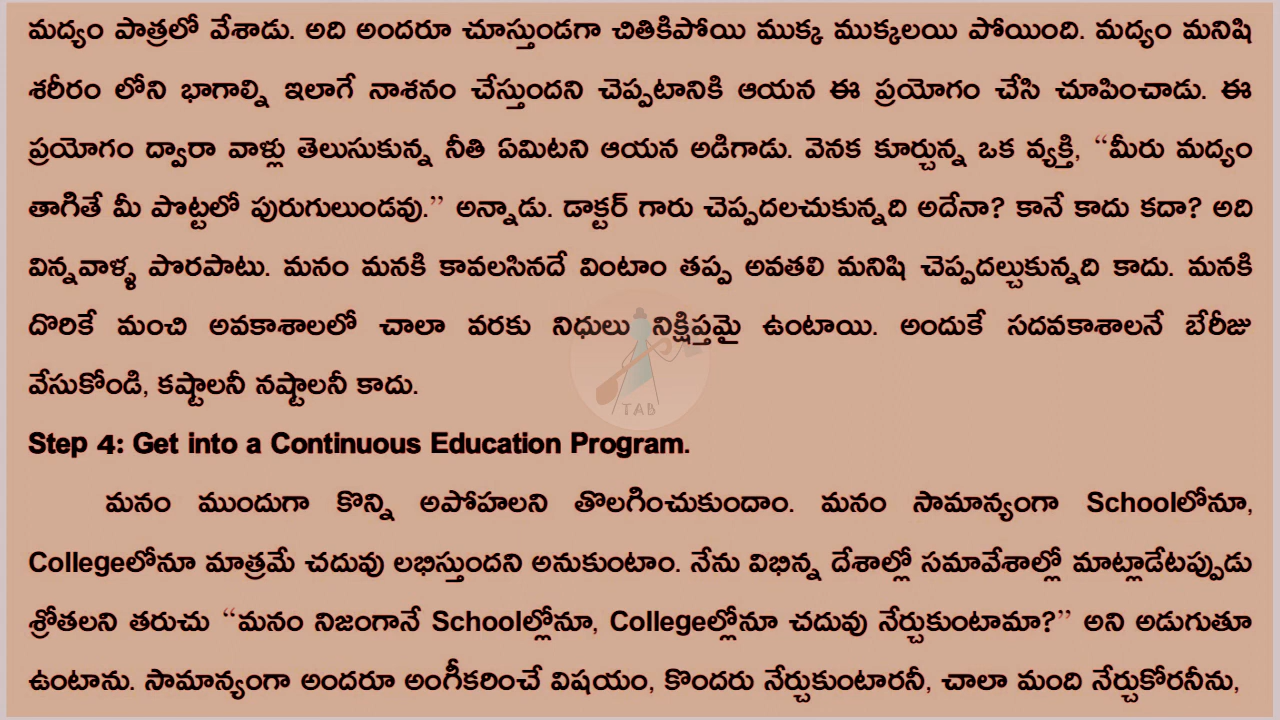 మద్యం పాత్రలో వేశాడు. అది అందరూ చూస్తుండగా చితికిపోయి ముక్క ముక్కలయి పోయింది. మద్యం మనిషి
శరీరం లోని భాగాల్ని ఇలాగే నాశనం చేస్తుందని చెప్పటానికి ఆయన ఈ ప్రయోగం చేసి చూపించాడు. ఈ
ప్రయోగం ద్వారా వాళ్లు తెలుసుకున్న నీతి ఏమిటని ఆయన అడిగాడు. వెనక కూర్చున్న ఒక వ్యక్తి, “మీరు మద్యం
తాగితే మీ పొట్టలో పురుగులుండవు.” అన్నాడు. డాక్టర్ గారు చెప్పదలచుకున్నది అదేనా? కానే కాదు కదా? అది
విన్నవాళ్ళ పొరపాటు. మనం మనకి కావలసినదే వింటాం తప్ప అవతలి మనిషి చెప్పదల్చుకున్నది కాదు. మనకి
దొరికే మంచి అవకాశాలలో చాలా వరకు నిధులు నిక్షిప్తమై ఉంటాయి. అందుకే సదవకాశాలనే బేరీజు
వేసుకోండి, కష్టాలనీ నష్టాలనీ కాదు.
TAB
Step 4: Get into a Continuous Education Program.
మనం ముందుగా కొన్ని అపోహలని తొలగించుకుందాం. మనం సామాన్యంగా Schoolలోనూ,
Collegeలోనూ మాత్రమే చదువు లభిస్తుందని అనుకుంటాం. నేను విభిన్న దేశాల్లో సమావేశాల్లో మాట్లాడేటప్పుడు
శ్రోతలని తరుచు “మనం నిజంగానే Schoolల్లోనూ, Collegeల్లోనూ చదువు నేర్చుకుంటామా?” అని అడుగుతూ
ఉంటాను. సామాన్యంగా అందరూ అంగీకరించే విషయం, కొందరు నేర్చుకుంటారనీ, చాలా మంది నేర్చుకోరనీను,